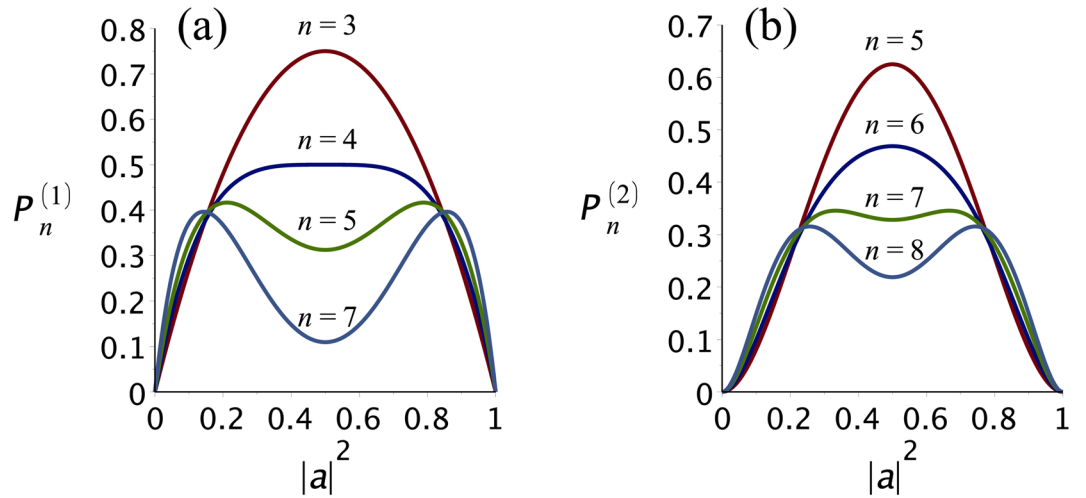 (a)
n = 3
0.8
0.7
0.6
n = 4
0.5
P_n^(1)
0.4
n = 5
0.3
0.2
n = 7
0.1
0
0 0.2 0.4 0.6 0.8 1
|a|²
(b)
n = 5
0.7
0.6
n = 6
0.5
P_n^(2)
0.4
n = 7
0.3
n = 8
0.2
0.1
0
0 0.2 0.4 0.6 0.8 1
|a|²